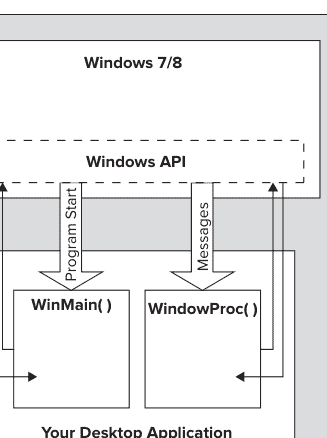 Windows 7/8
Windows API
Program Start
Messages
WinMain( )
WindowProc( )
Your Desktop Application